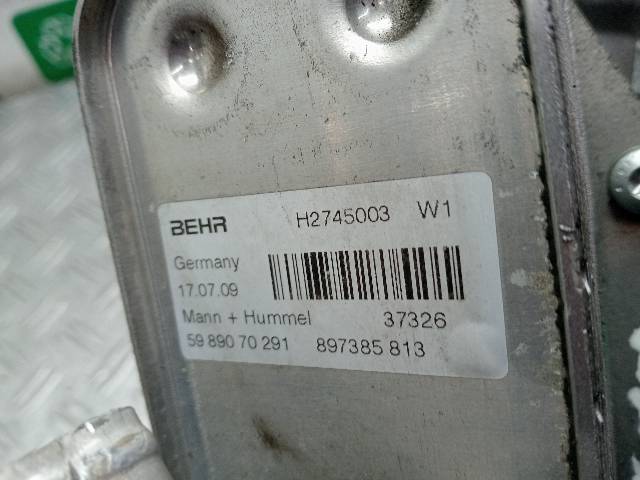 BEHR H2745003 W1
Germany
17.07.09
Mann + Hummel 37326
59 890 70 291 897385 813